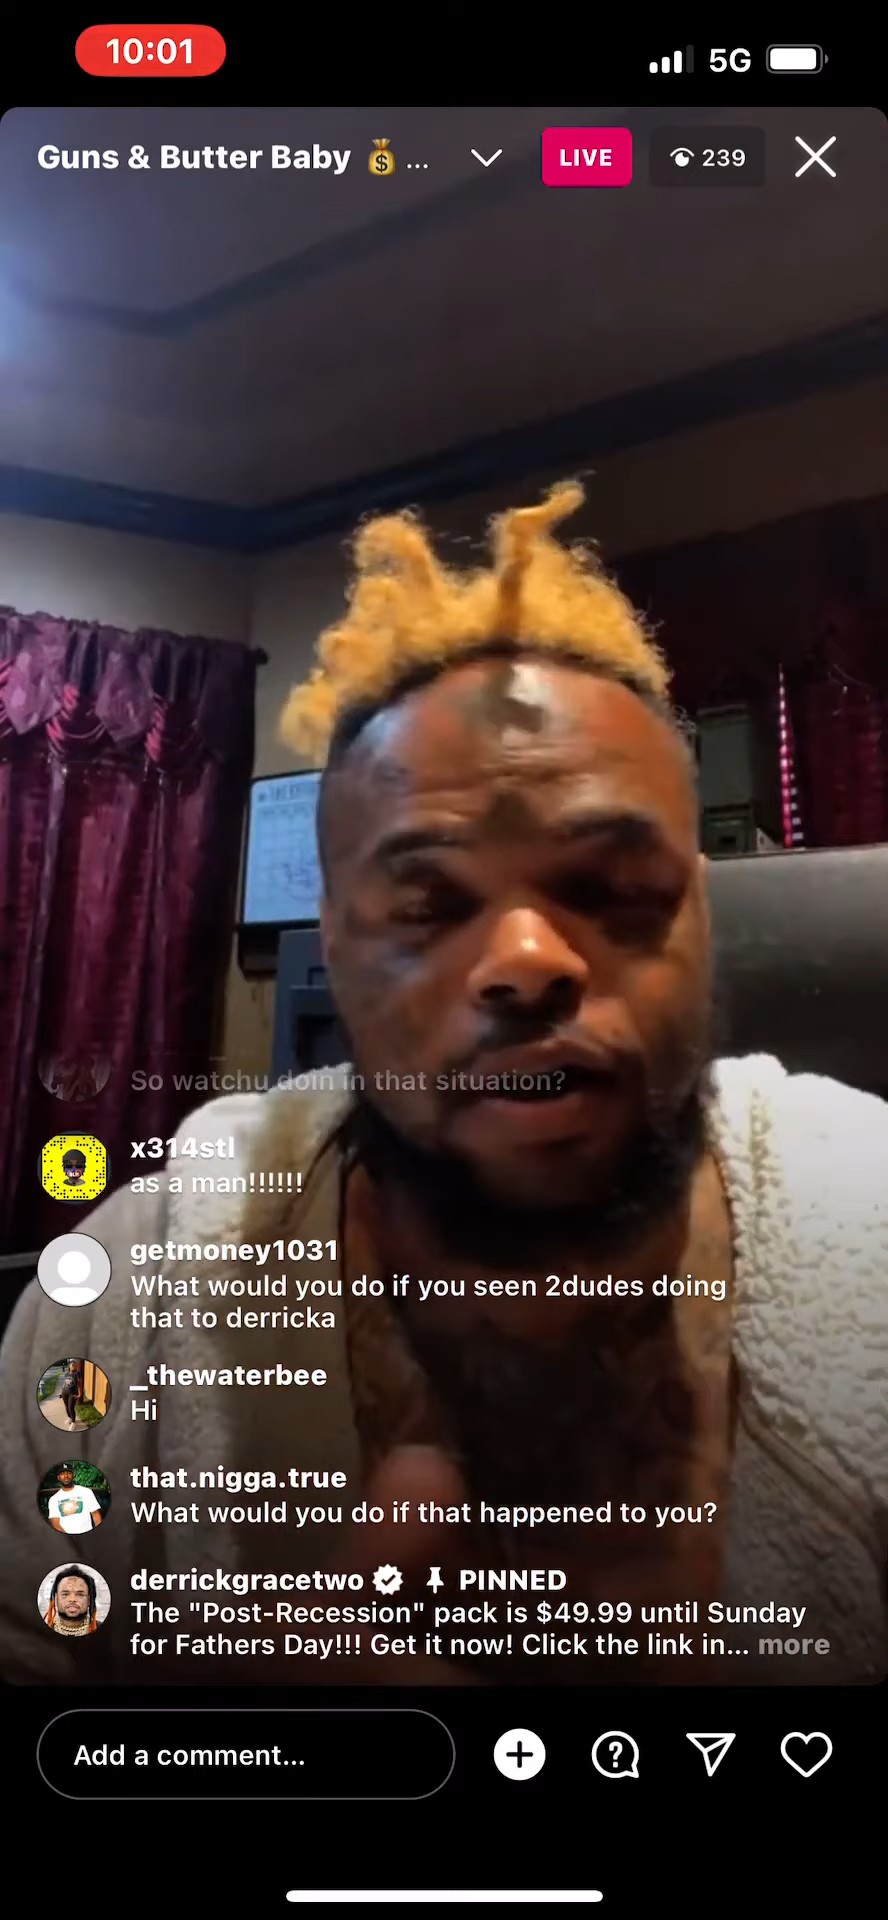 10:01
5G
Guns & Butter Baby 💰 ...
LIVE
239
So watchu doin in that situation?
x314stl
as a man!!!!!!
getmoney1031
What would you do if you seen 2dudes doing
that to derricka
_thewaterbee
Hi
that.nigga.true
What would you do if that happened to you?
derrickgracetwo PINNED
The "Post-Recession" pack is $49.99 until Sunday
for Fathers Day!!! Get it now! Click the link in... more
Add a comment...